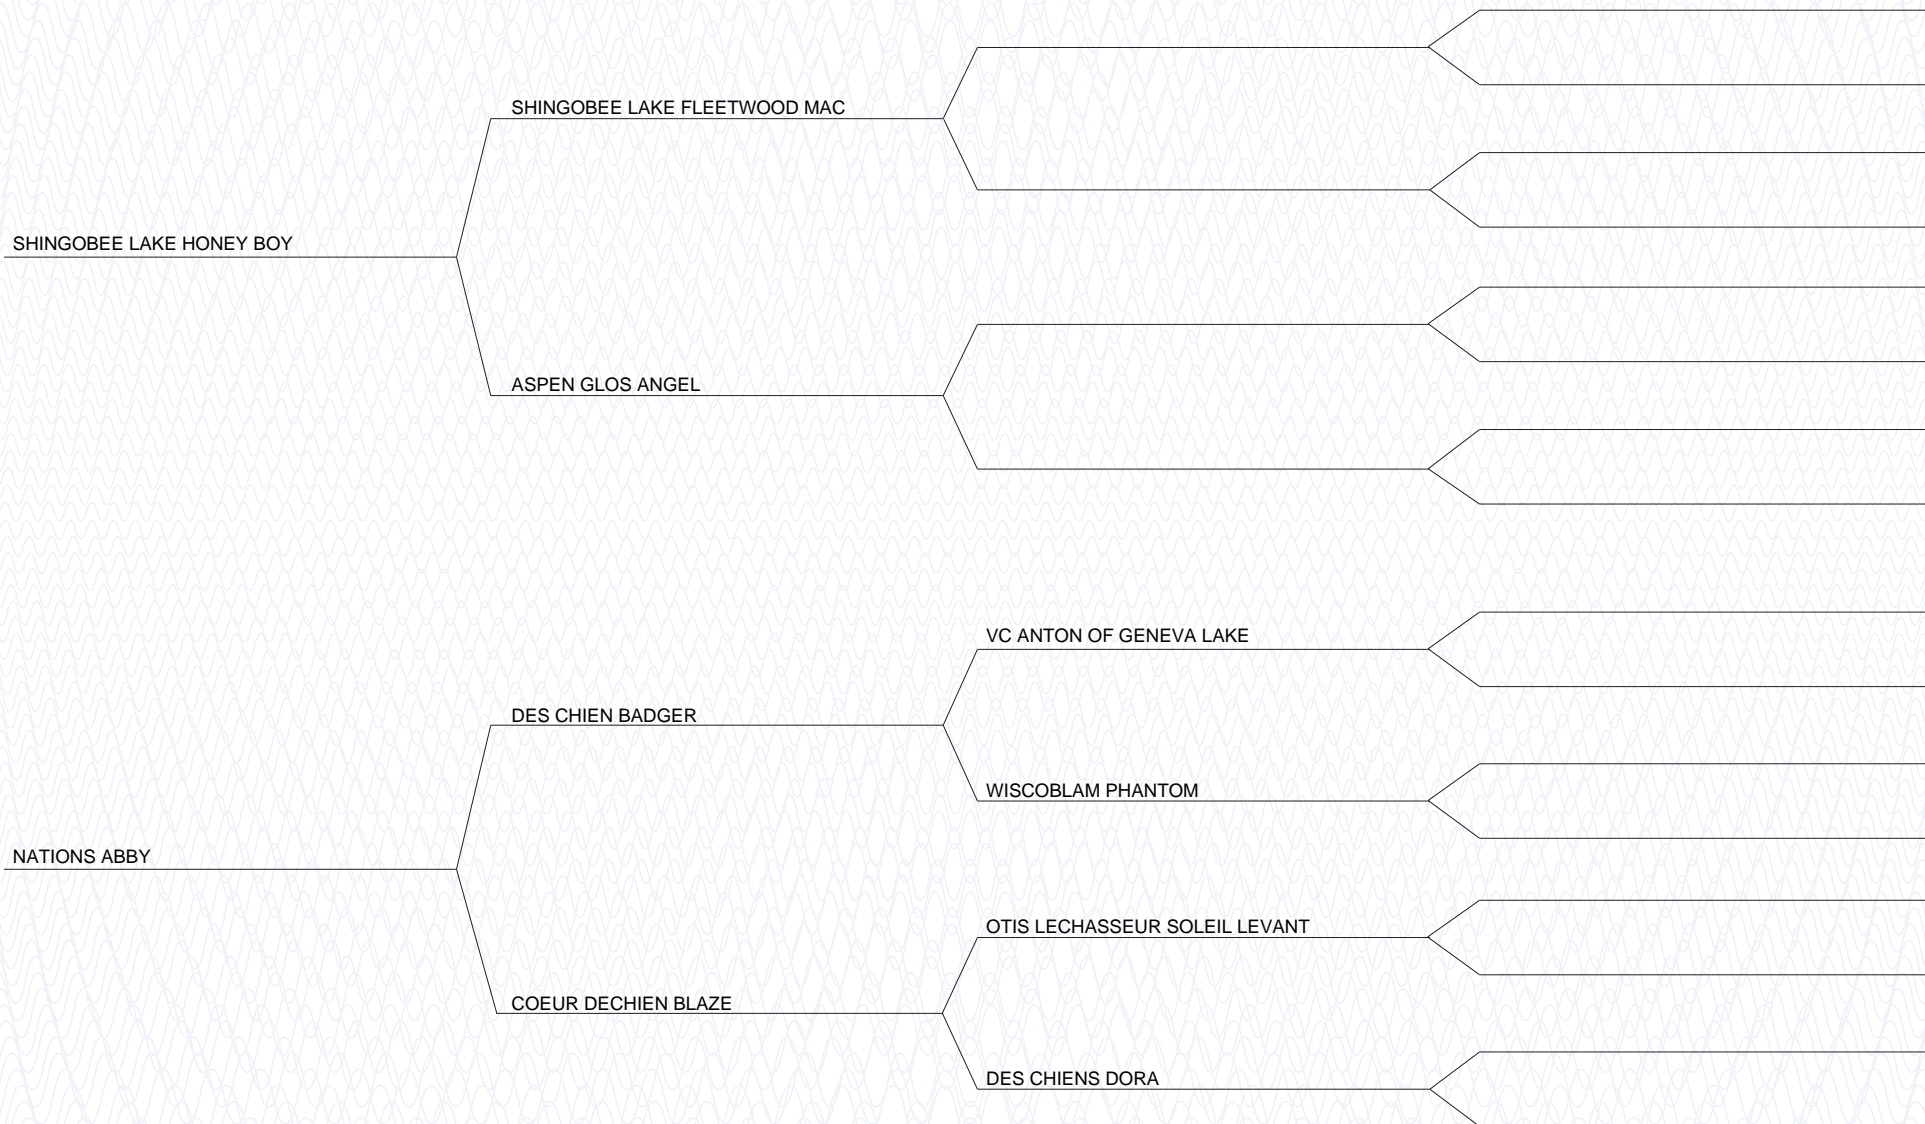 SHINGOBEE LAKE FLEETWOOD MAC
SHINGOBEE LAKE HONEY BOY
ASPEN GLOS ANGEL
VC ANTON OF GENEVA LAKE
DES CHIEN BADGER
WISCOBLAM PHANTOM
NATIONS ABBY
OTIS LECHASSEUR SOLEIL LEVANT
COEUR DECHIEN BLAZE
DES CHIENS DORA